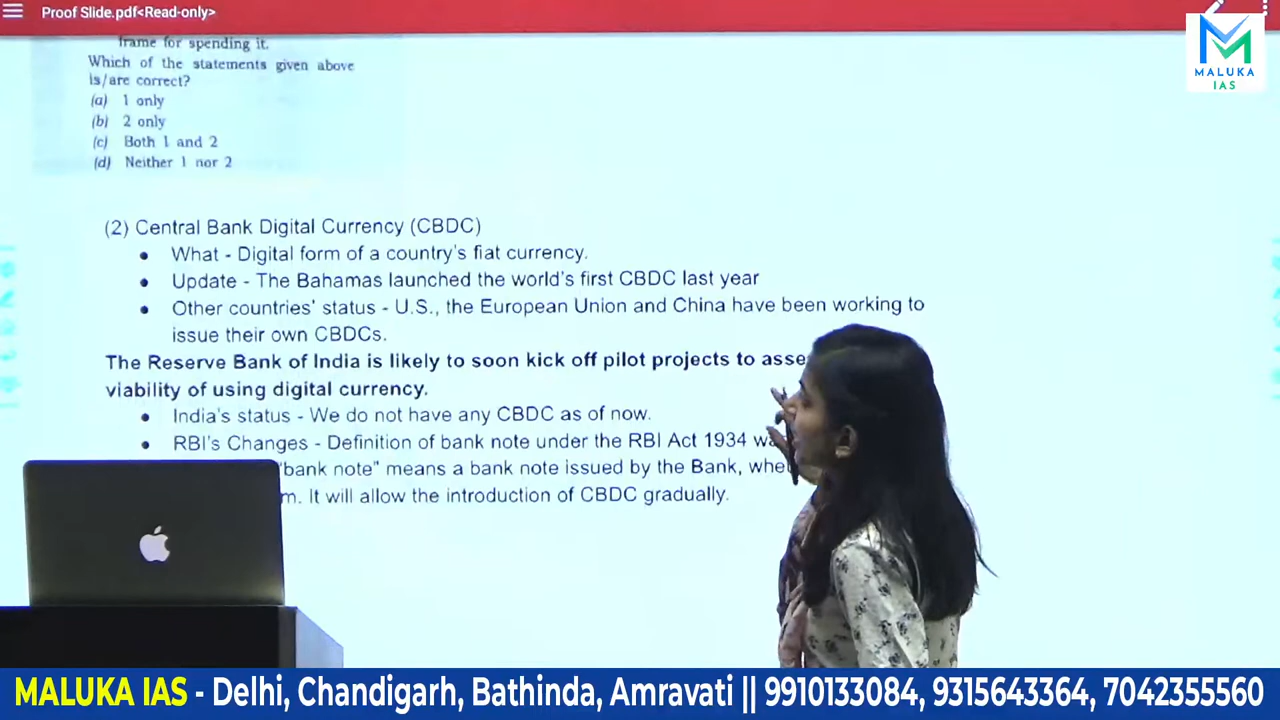 Proof Slide.pdf<Read-only>
MALUKA
IAS
frame for spending it.
Which of the statements given above
is/are correct?
(a) 1 only
(b) 2 only
(c) Both 1 and 2
(d) Neither 1 nor 2
(2) Central Bank Digital Currency (CBDC)
• What - Digital form of a country's fiat currency.
• Update - The Bahamas launched the world's first CBDC last year
• Other countries' status - U.S., the European Union and China have been working to
issue their own CBDCs.
The Reserve Bank of India is likely to soon kick off pilot projects to
viability of using digital currency.
• India's status - We do not have any CBDC as of now.
• RBI's Changes - Definition of bank note under the RBI Act 1934
"bank note" means a bank note issued by the Bank,
It will allow the introduction of CBDC gradually.
MALUKA IAS - Delhi, Chandigarh, Bathinda, Amravati || 9910133084, 9315643364, 7042355560